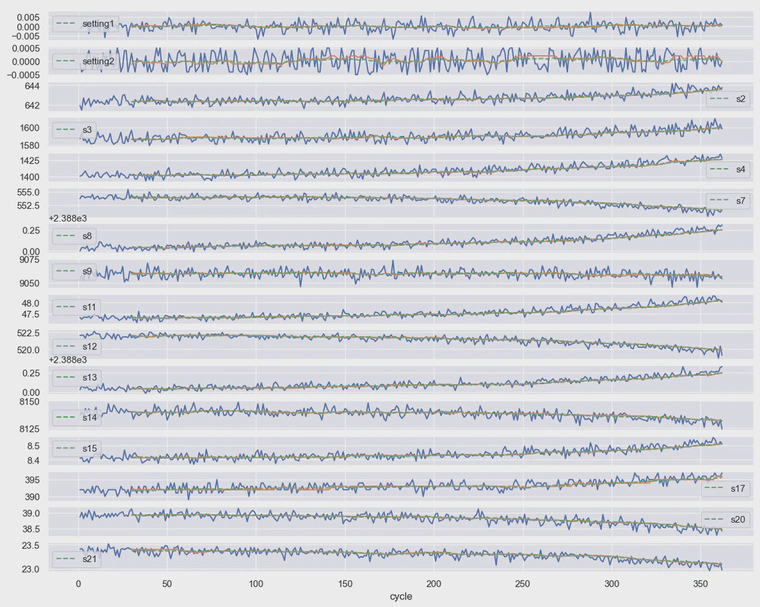 0.005
0.000
−0.005
setting1
0.0005
0.0000
−0.0005
setting2
644
642
s2
1600
1580
s3
1425
1400
s4
555.0
552.5
s7
+2.388e3
0.25
0.00
s8
9075
9050
s9
48.0
47.5
s11
522.5
520.0
s12
+2.388e3
0.25
0.00
s13
8150
8125
s14
8.5
8.4
s15
395
390
s17
39.0
38.5
s20
23.5
23.0
s21
0 50 100 150 200 250 300 350
cycle